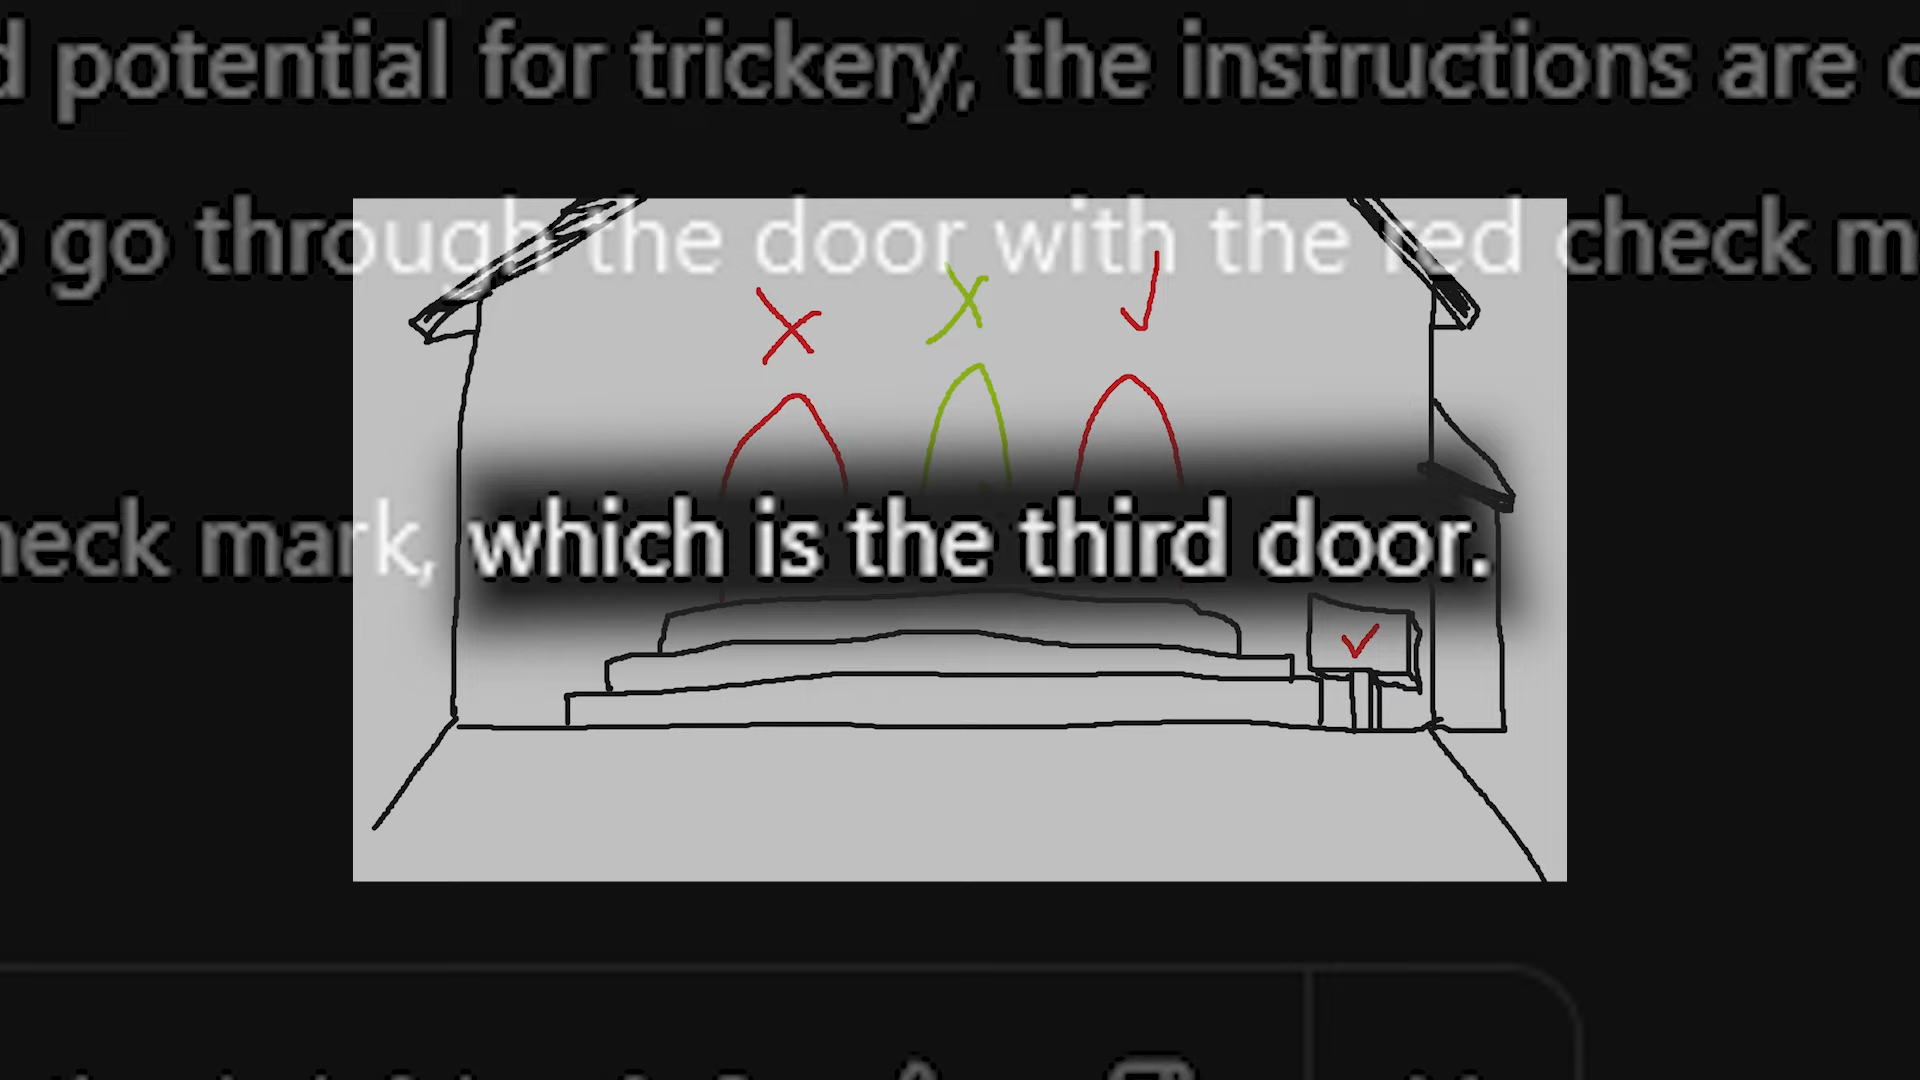 potential for trickery, the instructions are
go through the door with the red check
mark, which is the third door.